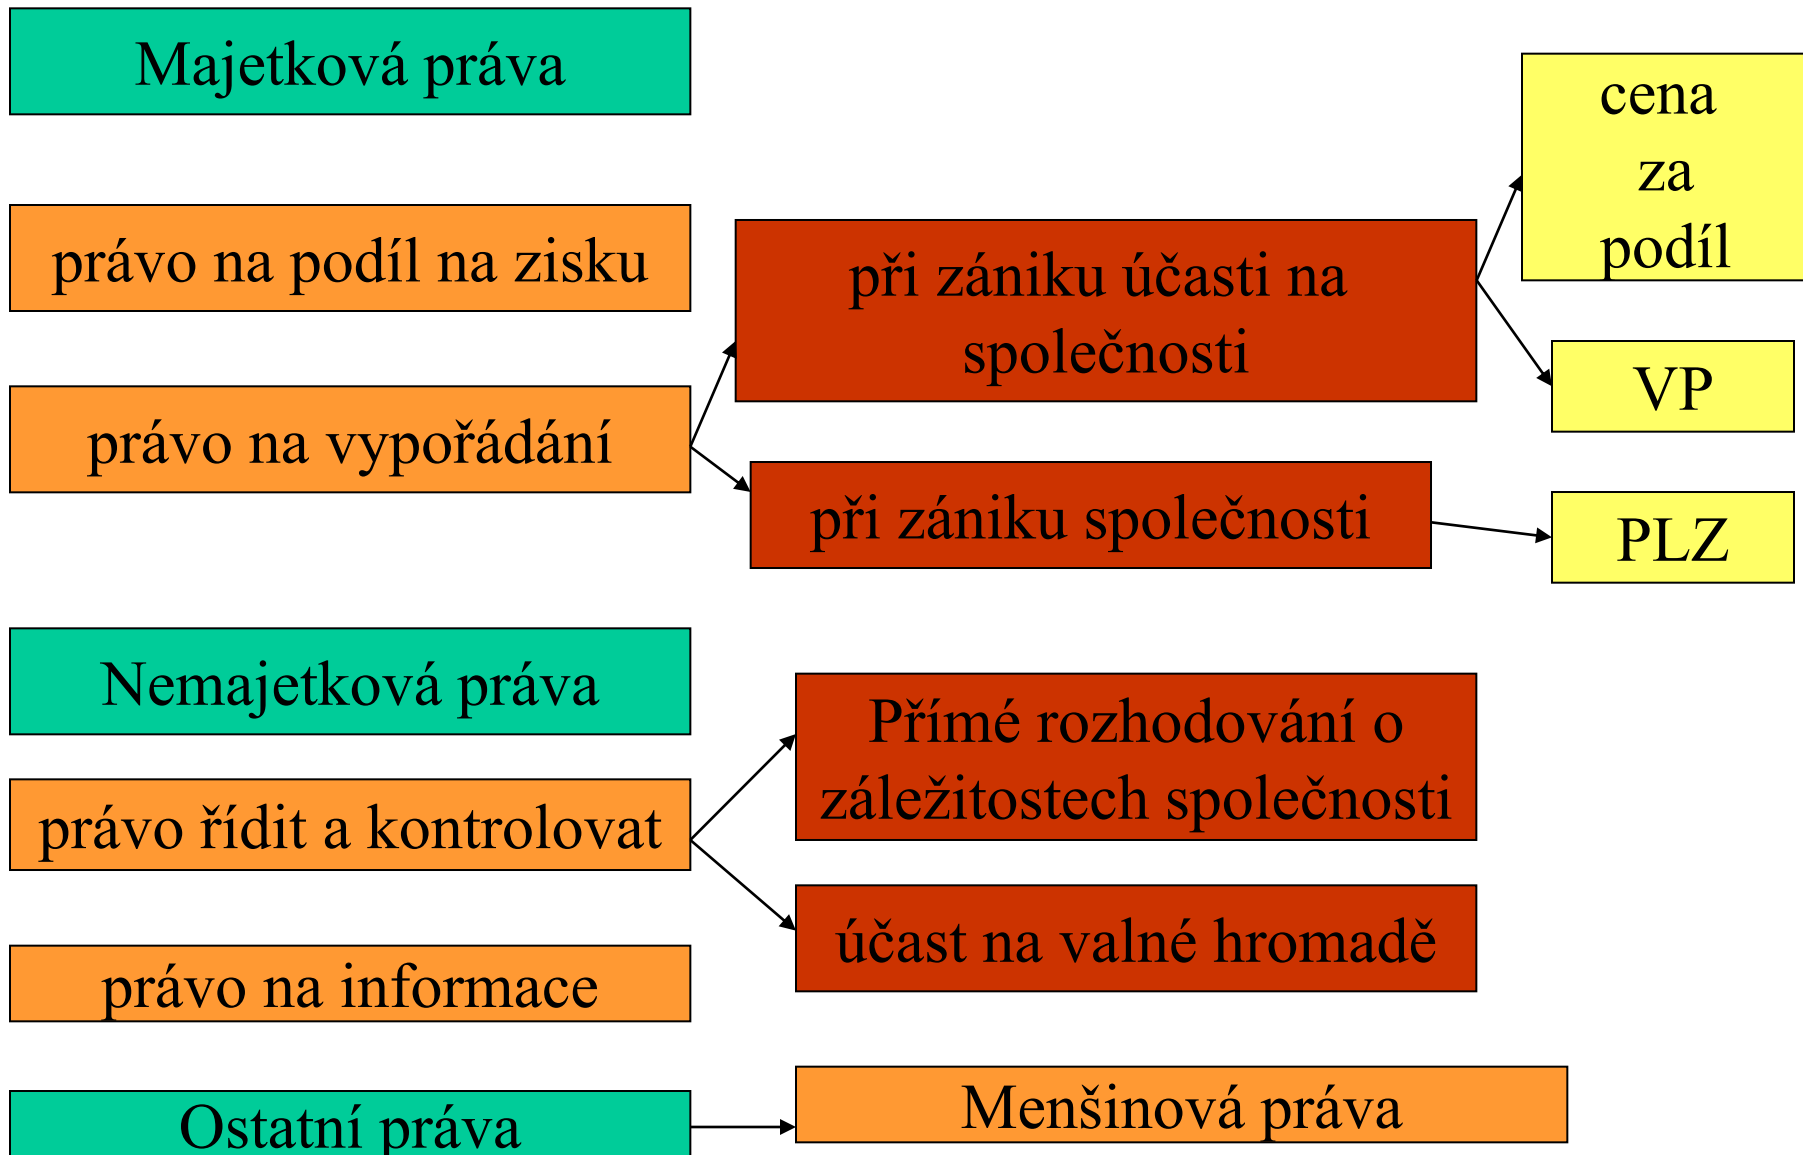 Majetková práva
cena
za
podíl
právo na podíl na zisku
při zániku účasti na
společnosti
VP
právo na vypořádání
při zániku společnosti
PLZ
Nemajetková práva
Přímé rozhodování o
záležitostech společnosti
právo řídit a kontrolovat
účast na valné hromadě
právo na informace
Menšinová práva
Ostatní práva